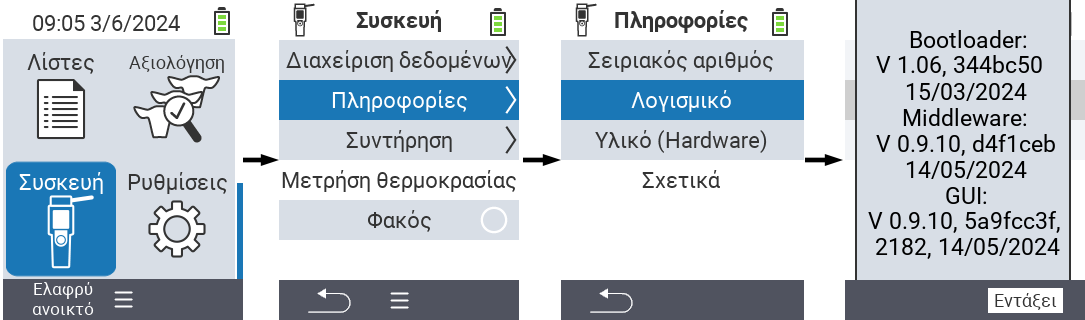 09:05 3/6/2024
Λίστες
Αξιολόγηση
Συσκευή
Ρυθμίσεις
Ελαφρύ
ανοικτό
Συσκευή
Διαχείριση δεδομένων
Πληροφορίες
Συντήρηση
Μετρήση θερμοκρασίας
Φακός
Πληροφορίες
Σειριακός αριθμός
Λογισμικό
Υλικό (Hardware)
Σχετικά
Bootloader:
V 1.06, 344bc50
15/03/2024
Middleware:
V 0.9.10, d4f1ceb
14/05/2024
GUI:
V 0.9.10, 5a9fcc3f,
2182, 14/05/2024
Εντάξει